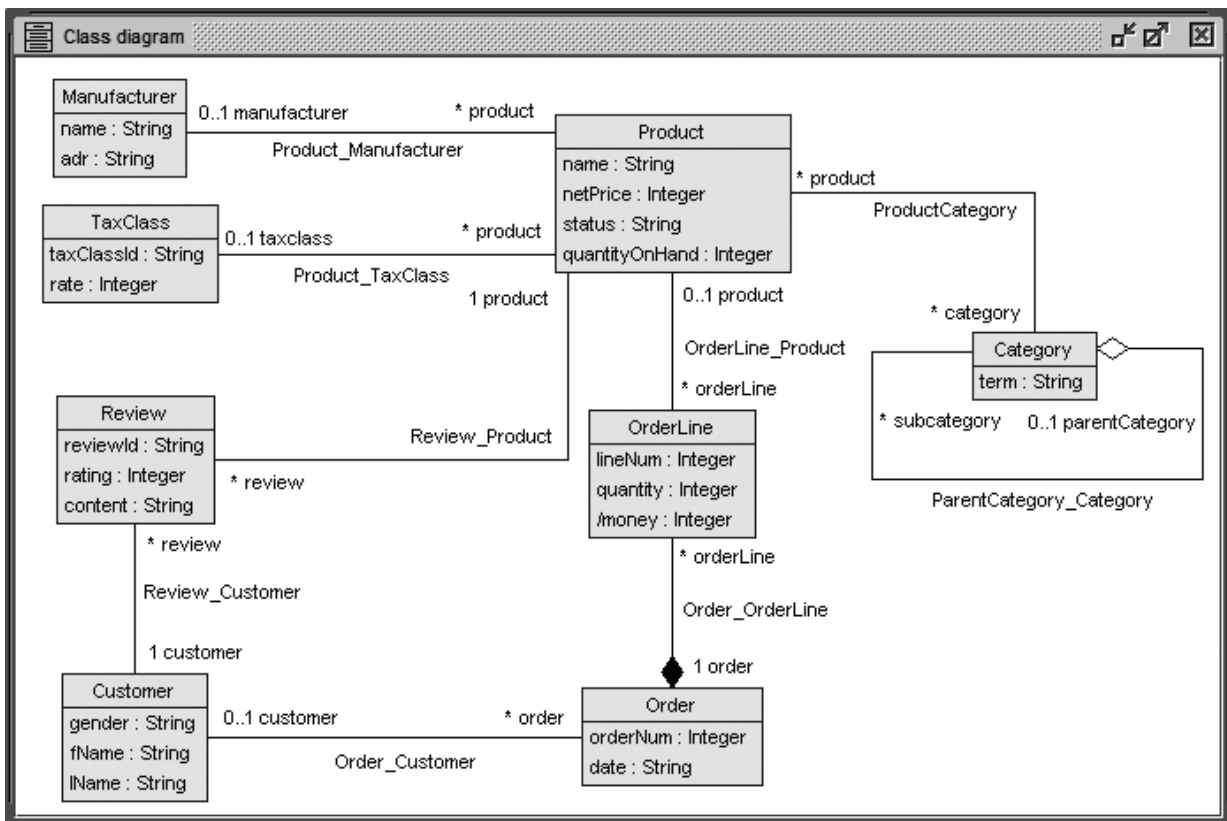 Class diagram
Manufacturer
name : String
adr : String
0..1 manufacturer
* product
Product_Manufacturer
Product
name : String
netPrice : Integer
status : String
quantityOnHand : Integer
* product
ProductCategory
* category
TaxClass
taxClassId : String
rate : Integer
0..1 taxclass
* product
Product_TaxClass
1 product
0..1 product
OrderLine_Product
* orderLine
Category
term : String
* subcategory
0..1 parentCategory
ParentCategory_Category
Review
reviewId : String
rating : Integer
content : String
Review_Product
* review
OrderLine
lineNum : Integer
quantity : Integer
/money : Integer
* review
Review_Customer
1 customer
* orderLine
Order_OrderLine
1 order
Customer
gender : String
fName : String
lName : String
0..1 customer
* order
Order_Customer
Order
orderNum : Integer
date : String